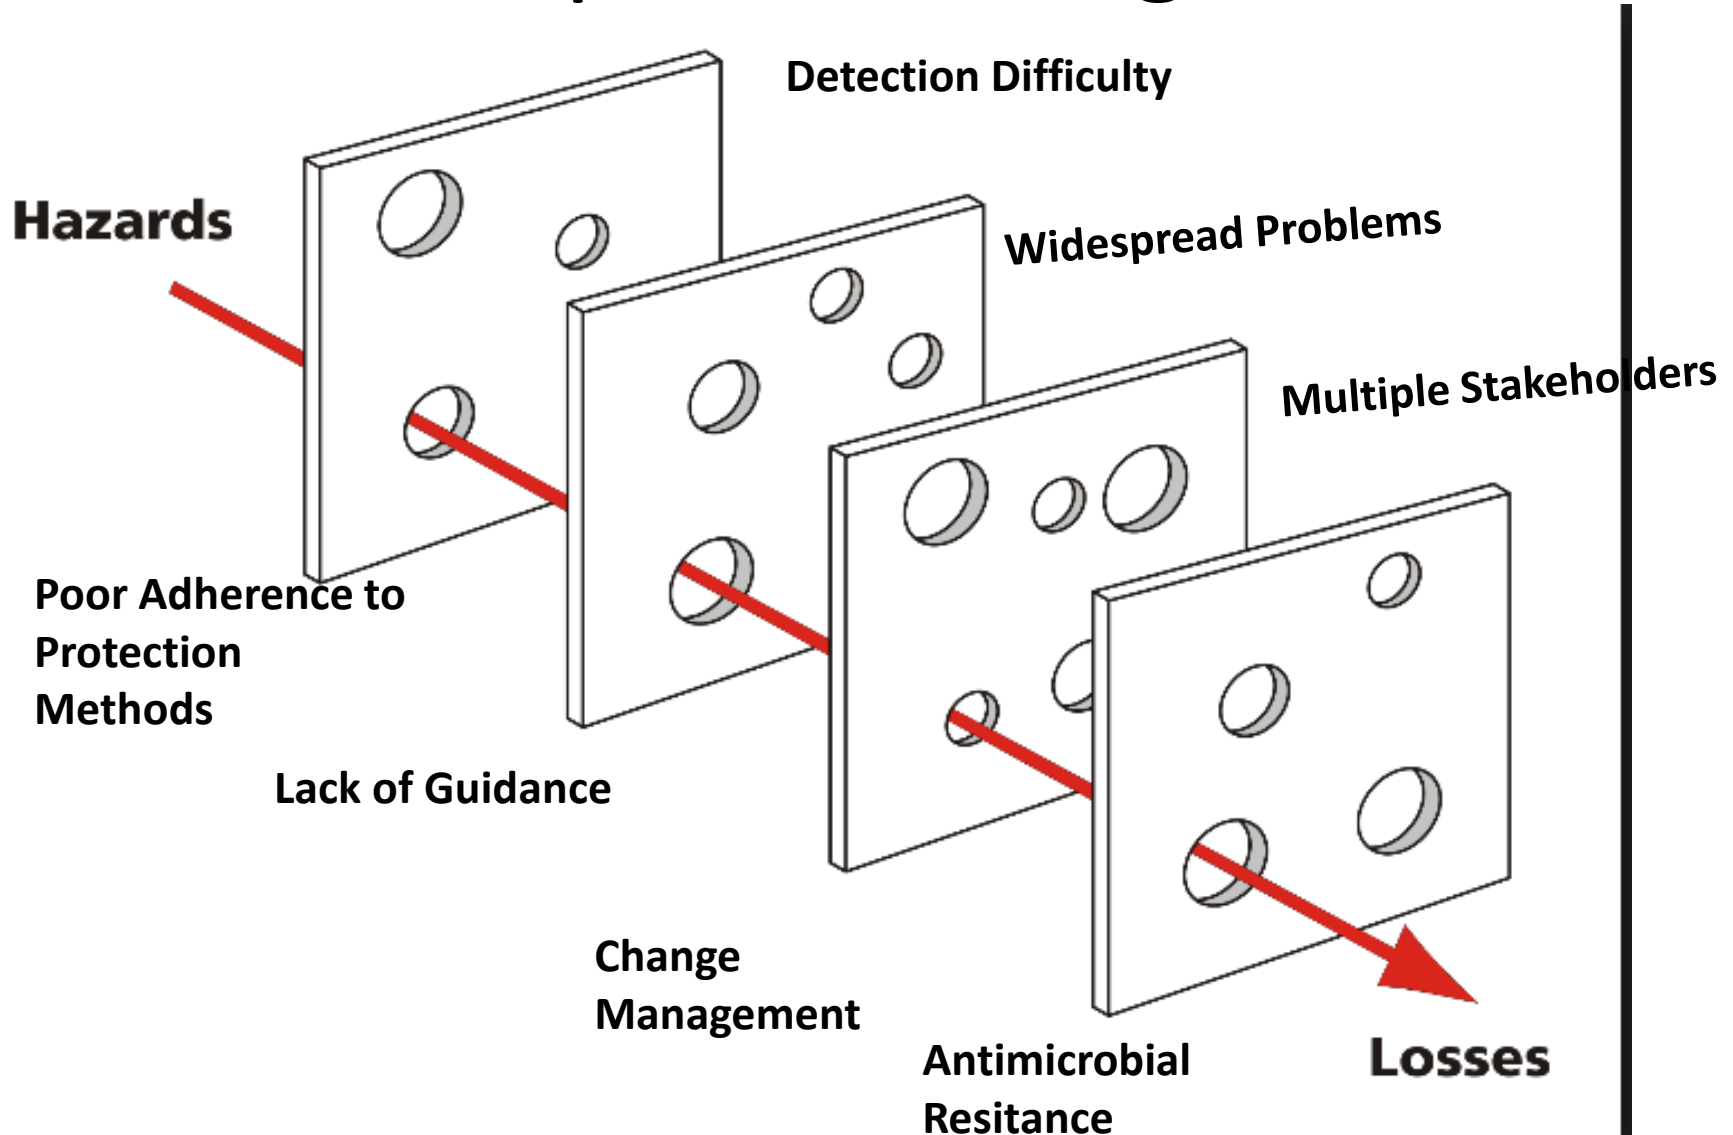 Detection Difficulty
Hazards
Widespread Problems
Multiple Stakeholders
Poor Adherence to
Protection
Methods
Lack of Guidance
Change
Management
Antimicrobial
Resitance
Losses